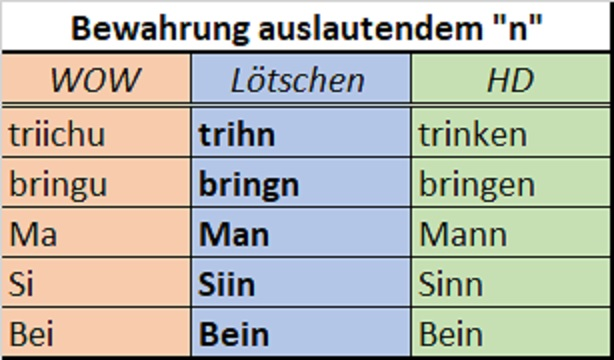 Bewahrung auslautendem "n"
WOW Lötschen HD
triichu trihn trinken
bringu bringn bringen
Ma Man Mann
Si Siin Sinn
Bei Bein Bein